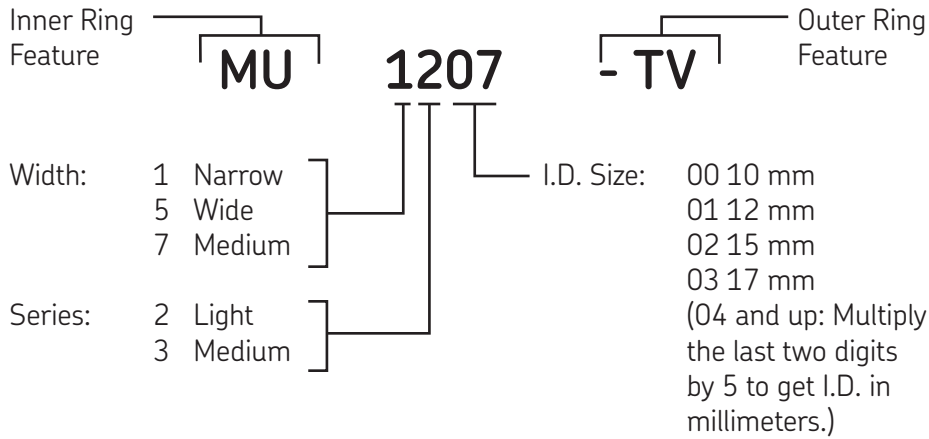 Inner Ring
Feature
MU 1207 - TV
Outer Ring
Feature
Width: 1 Narrow
5 Wide
7 Medium
Series: 2 Light
3 Medium
I.D. Size: 00 10 mm
01 12 mm
02 15 mm
03 17 mm
(04 and up: Multiply
the last two digits
by 5 to get I.D. in
millimeters.)